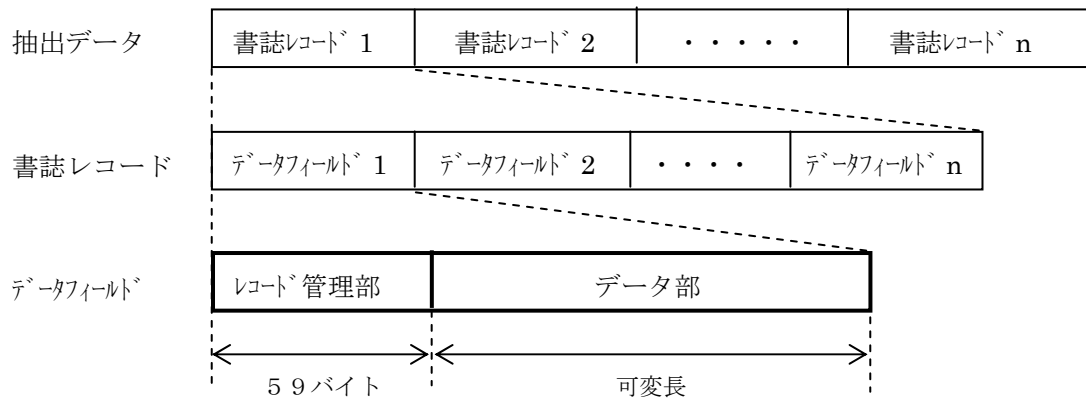 抽出データ 書誌ﾚｺｰﾄﾞ 1 書誌ﾚｺｰﾄﾞ 2 ・・・・・ 書誌ﾚｺｰﾄﾞ n
書誌レコード ﾃﾞｰﾀﾌｨｰﾙﾄﾞ 1 ﾃﾞｰﾀﾌｨｰﾙﾄﾞ 2 ・・・・ ﾃﾞｰﾀﾌｨｰﾙﾄﾞ n
ﾃﾞｰﾀﾌｨｰﾙﾄﾞ ﾚｺｰﾄﾞ管理部 データ部
５９バイト 可変長